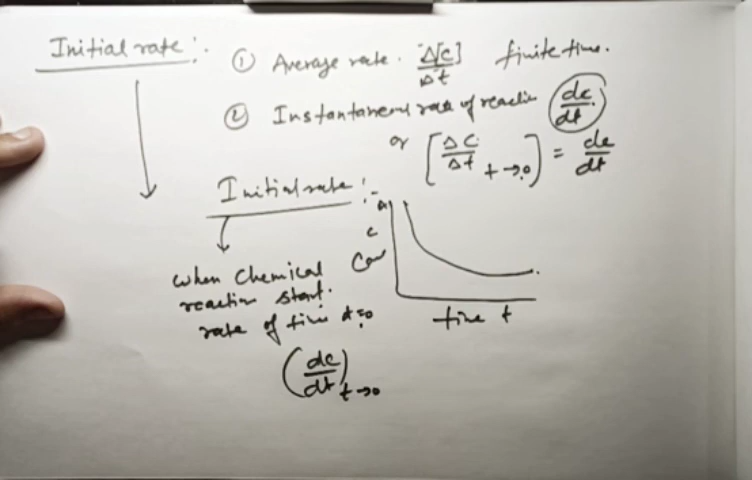 Initial rate :.
① Average rate. Δ[c]/Δt finite time.
② Instantaneous rate of reaction dc/dt.
or [ΔC/Δt t→0] = dc/dt
Initial rate :-
C
Conc
time t
when Chemical
reaction start.
rate of time t=0
(dc/dt)t→0